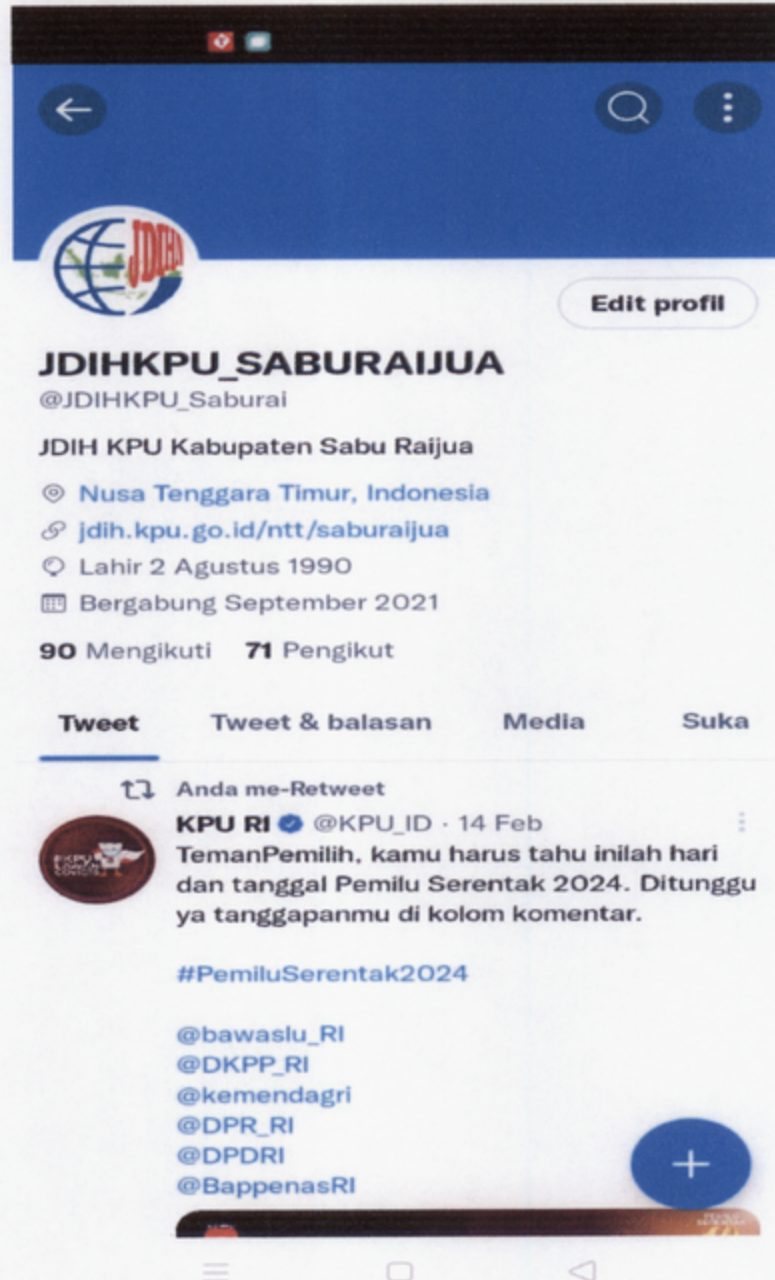 JDIHN
Edit profil
JDIHKPU_SABURAIJUA
@JDIHKPU_Saburai
JDIH KPU Kabupaten Sabu Raijua
Nusa Tenggara Timur, Indonesia
jdih.kpu.go.id/ntt/saburaijua
Lahir 2 Agustus 1990
Bergabung September 2021
90 Mengikuti 71 Pengikut
Tweet Tweet & balasan Media Suka
Anda me-Retweet
KPU RI @KPU_ID · 14 Feb
TemanPemilih, kamu harus tahu inilah hari
dan tanggal Pemilu Serentak 2024. Ditunggu
ya tanggapanmu di kolom komentar.
#PemiluSerentak2024
@bawaslu_RI
@DKPP_RI
@kemendagri
@DPR_RI
@DPDRI
@BappenasRI